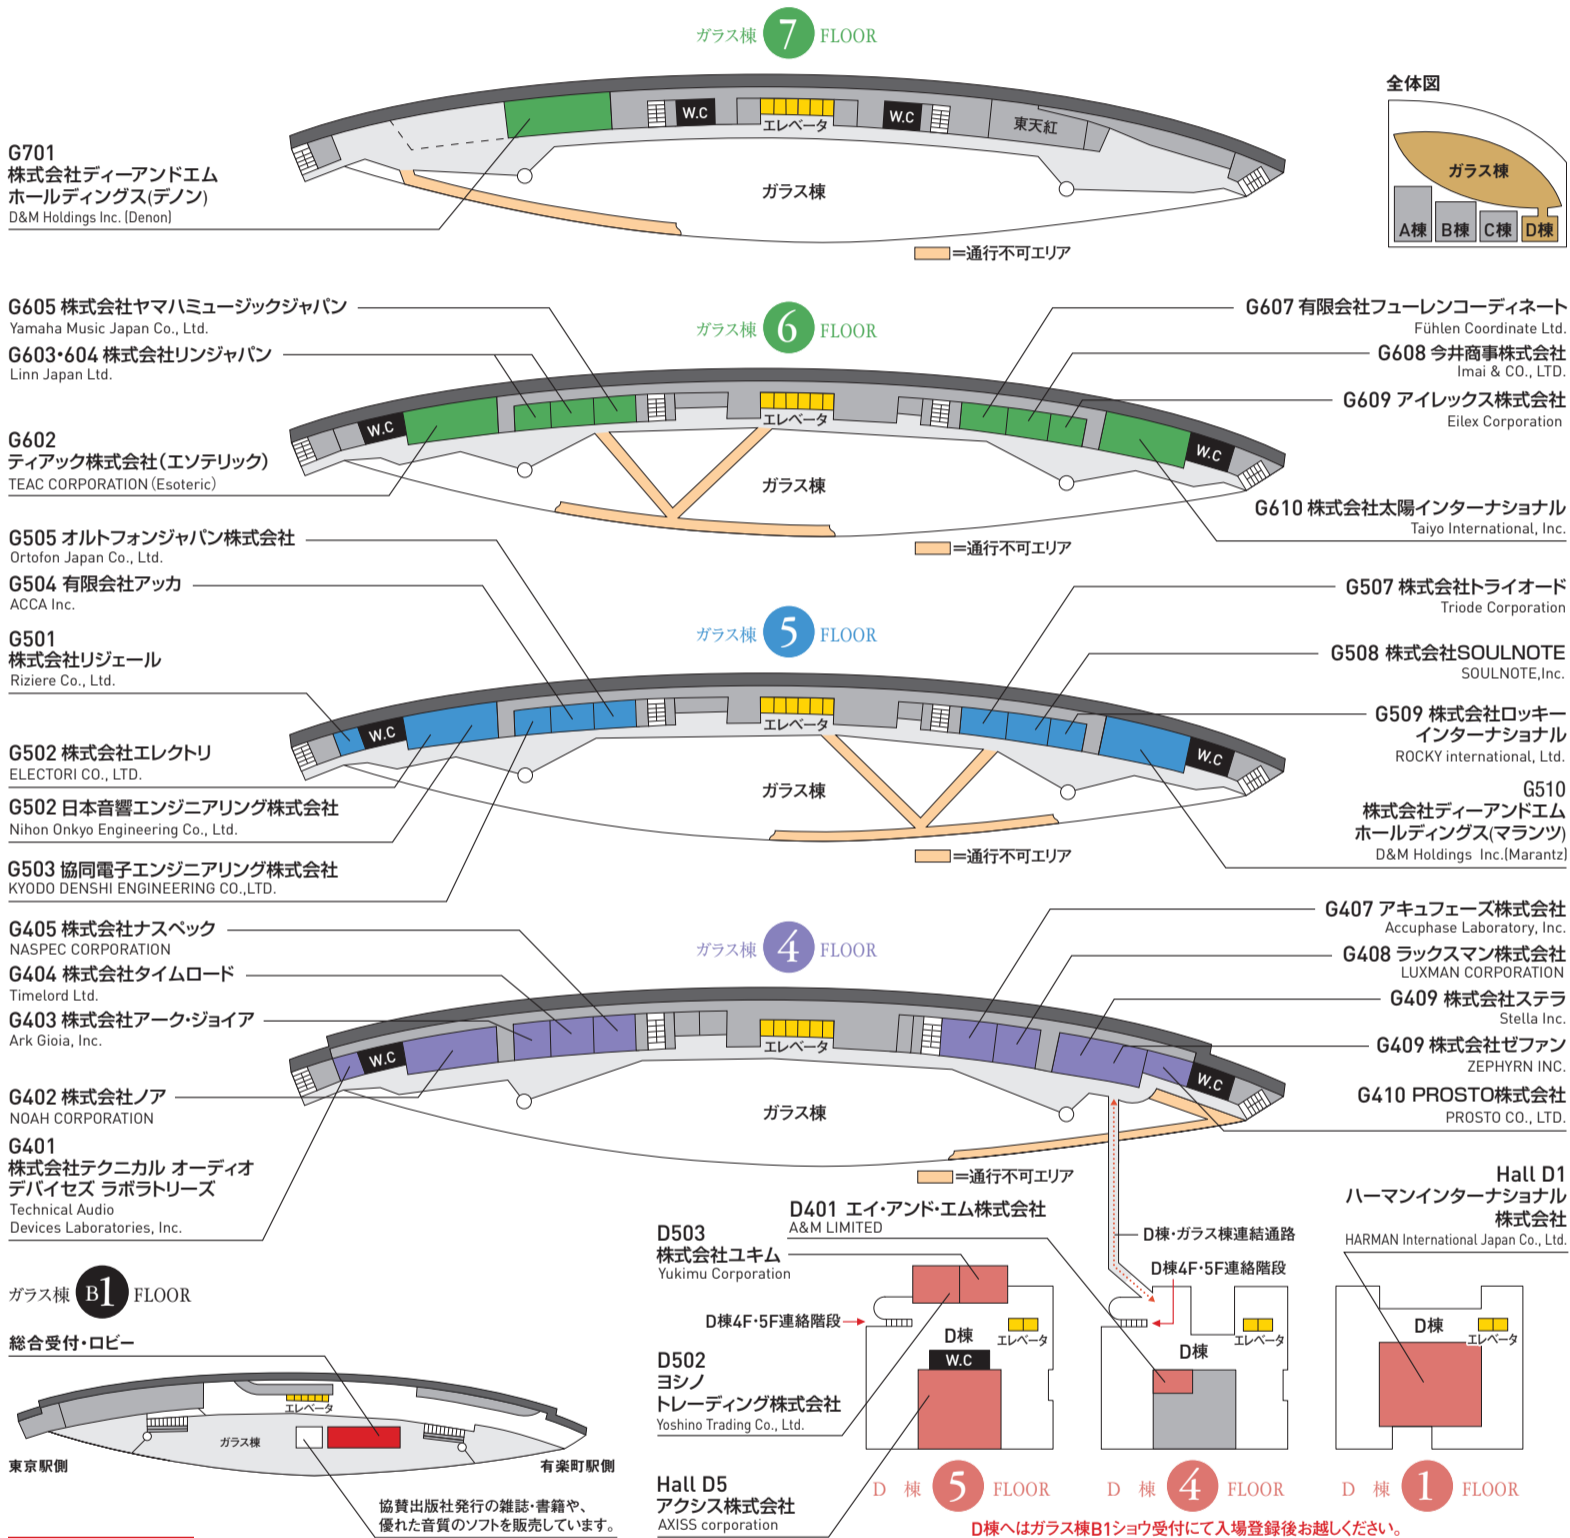 ガラス棟 7 FLOOR
W.C
エレベータ
W.C
東天紅
ガラス棟
G701
株式会社ディーアンドエム
ホールディングス(デノン)
D&M Holdings Inc. (Denon)
=通行不可エリア
全体図
ガラス棟
A棟 B棟 C棟 D棟
ガラス棟 6 FLOOR
G605 株式会社ヤマハミュージックジャパン
Yamaha Music Japan Co., Ltd.
G603・604 株式会社リンジャパン
Linn Japan Ltd.
G602
ティアック株式会社(エソテリック)
TEAC CORPORATION (Esoteric)
W.C
エレベータ
W.C
ガラス棟
G607 有限会社フューレンコーディネート
Fühlen Coordinate Ltd.
G608 今井商事株式会社
Imai & CO., LTD.
G609 アイレックス株式会社
Eilex Corporation
G610 株式会社太陽インターナショナル
Taiyo International, Inc.
=通行不可エリア
ガラス棟 5 FLOOR
G505 オルトフォンジャパン株式会社
Ortofon Japan Co., Ltd.
G504 有限会社アッカ
ACCA Inc.
G501
株式会社リジェール
Riziere Co., Ltd.
G502 株式会社エレクトリ
ELECTORI CO., LTD.
G502 日本音響エンジニアリング株式会社
Nihon Onkyo Engineering Co., Ltd.
G503 協同電子エンジニアリング株式会社
KYODO DENSHI ENGINEERING CO.,LTD.
W.C
エレベータ
W.C
ガラス棟
G507 株式会社トライオード
Triode Corporation
G508 株式会社SOULNOTE
SOULNOTE,Inc.
G509 株式会社ロッキー
インターナショナル
ROCKY international, Ltd.
G510
株式会社ディーアンドエム
ホールディングス(マランツ)
D&M Holdings Inc.(Marantz)
=通行不可エリア
ガラス棟 4 FLOOR
G405 株式会社ナスペック
NASPEC CORPORATION
G404 株式会社タイムロード
Timelord Ltd.
G403 株式会社アーク・ジョイア
Ark Gioia, Inc.
G402 株式会社ノア
NOAH CORPORATION
G401
株式会社テクニカル オーディオ
デバイセズ ラボラトリーズ
Technical Audio
Devices Laboratories, Inc.
W.C
エレベータ
W.C
ガラス棟
G407 アキュフェーズ株式会社
Accuphase Laboratory, Inc.
G408 ラックスマン株式会社
LUXMAN CORPORATION
G409 株式会社ステラ
Stella Inc.
G409 株式会社ゼファン
ZEPHYRN INC.
G410 PROSTO株式会社
PROSTO CO., LTD.
=通行不可エリア
ガラス棟 B1 FLOOR
総合受付・ロビー
エレベータ
ガラス棟
東京駅側
有楽町駅側
協賛出版社発行の雑誌・書籍や、
優れた音質のソフトを販売しています。
D503
株式会社ユキム
Yukimu Corporation
D棟4F・5F連絡階段
D502
ヨシノ
トレーディング株式会社
Yoshino Trading Co., Ltd.
Hall D5
アクシス株式会社
AXISS corporation
D棟
エレベータ
W.C
D 棟 5 FLOOR
D401 エイ・アンド・エム株式会社
A&M LIMITED
D棟・ガラス棟連結通路
D棟4F・5F連絡階段
エレベータ
D棟
D 棟 4 FLOOR
Hall D1
ハーマンインターナショナル
株式会社
HARMAN International Japan Co., Ltd.
D棟
エレベータ
D 棟 1 FLOOR
D棟へはガラス棟B1ショウ受付にて入場登録後お越しください。